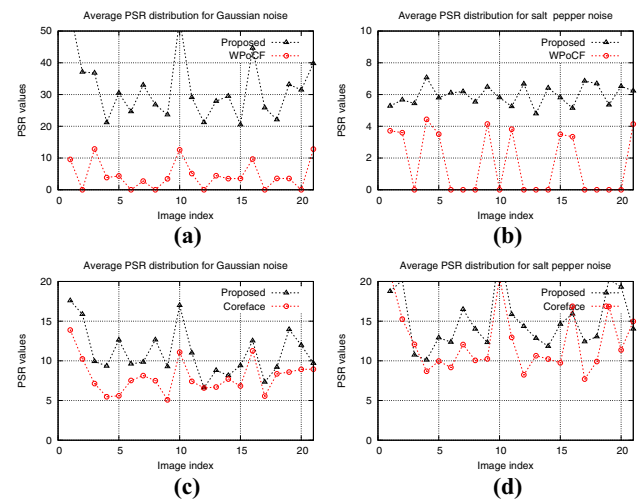 Average PSR distribution for Gaussian noise
Proposed
WPoCF
PSR values
50
40
30
20
10
0
0 5 10 15 20
Image index
(a)
Average PSR distribution for salt pepper noise
Proposed
WPoCF
PSR values
10
8
6
4
2
0
0 5 10 15 20
Image index
(b)
Average PSR distribution for Gaussian noise
Proposed
Coreface
PSR values
20
15
10
5
0
0 5 10 15 20
Image index
(c)
Average PSR distribution for salt pepper noise
Proposed
Coreface
PSR values
20
15
10
5
0
0 5 10 15 20
Image index
(d)